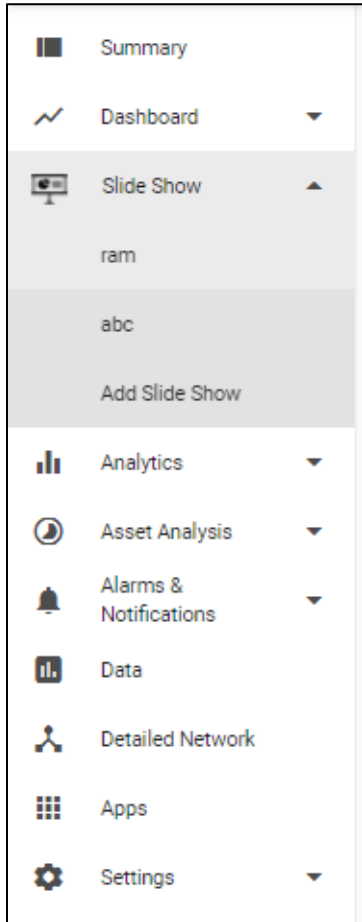 Summary
Dashboard
Slide Show
ram
abc
Add Slide Show
Analytics
Asset Analysis
Alarms &
Notifications
Data
Detailed Network
Apps
Settings